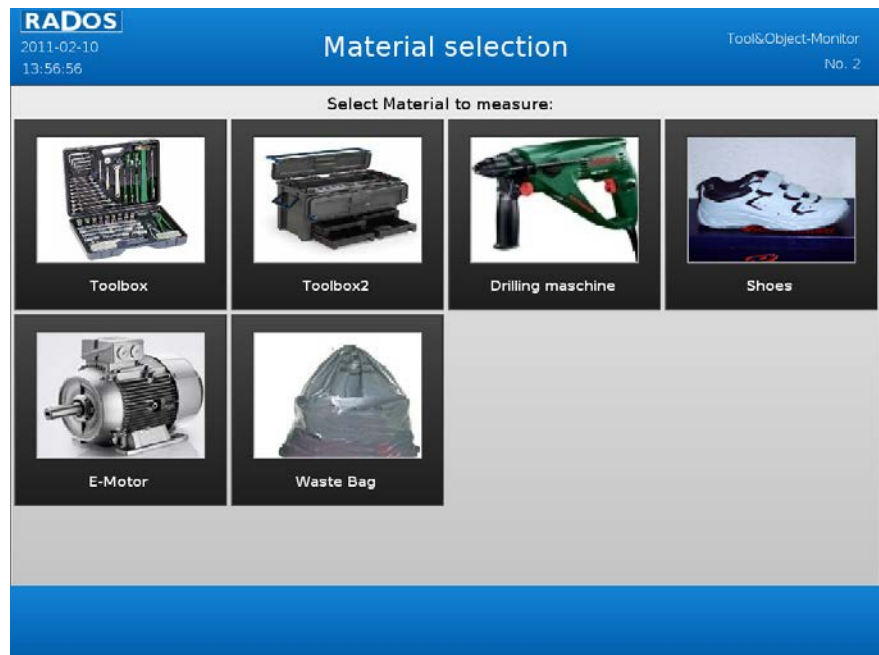 RADOS
2011-02-10
13:56:56
Material selection
Tool&Object-Monitor
No. 2
Select Material to measure:
Toolbox
Toolbox2
Drilling maschine
Shoes
E-Motor
Waste Bag